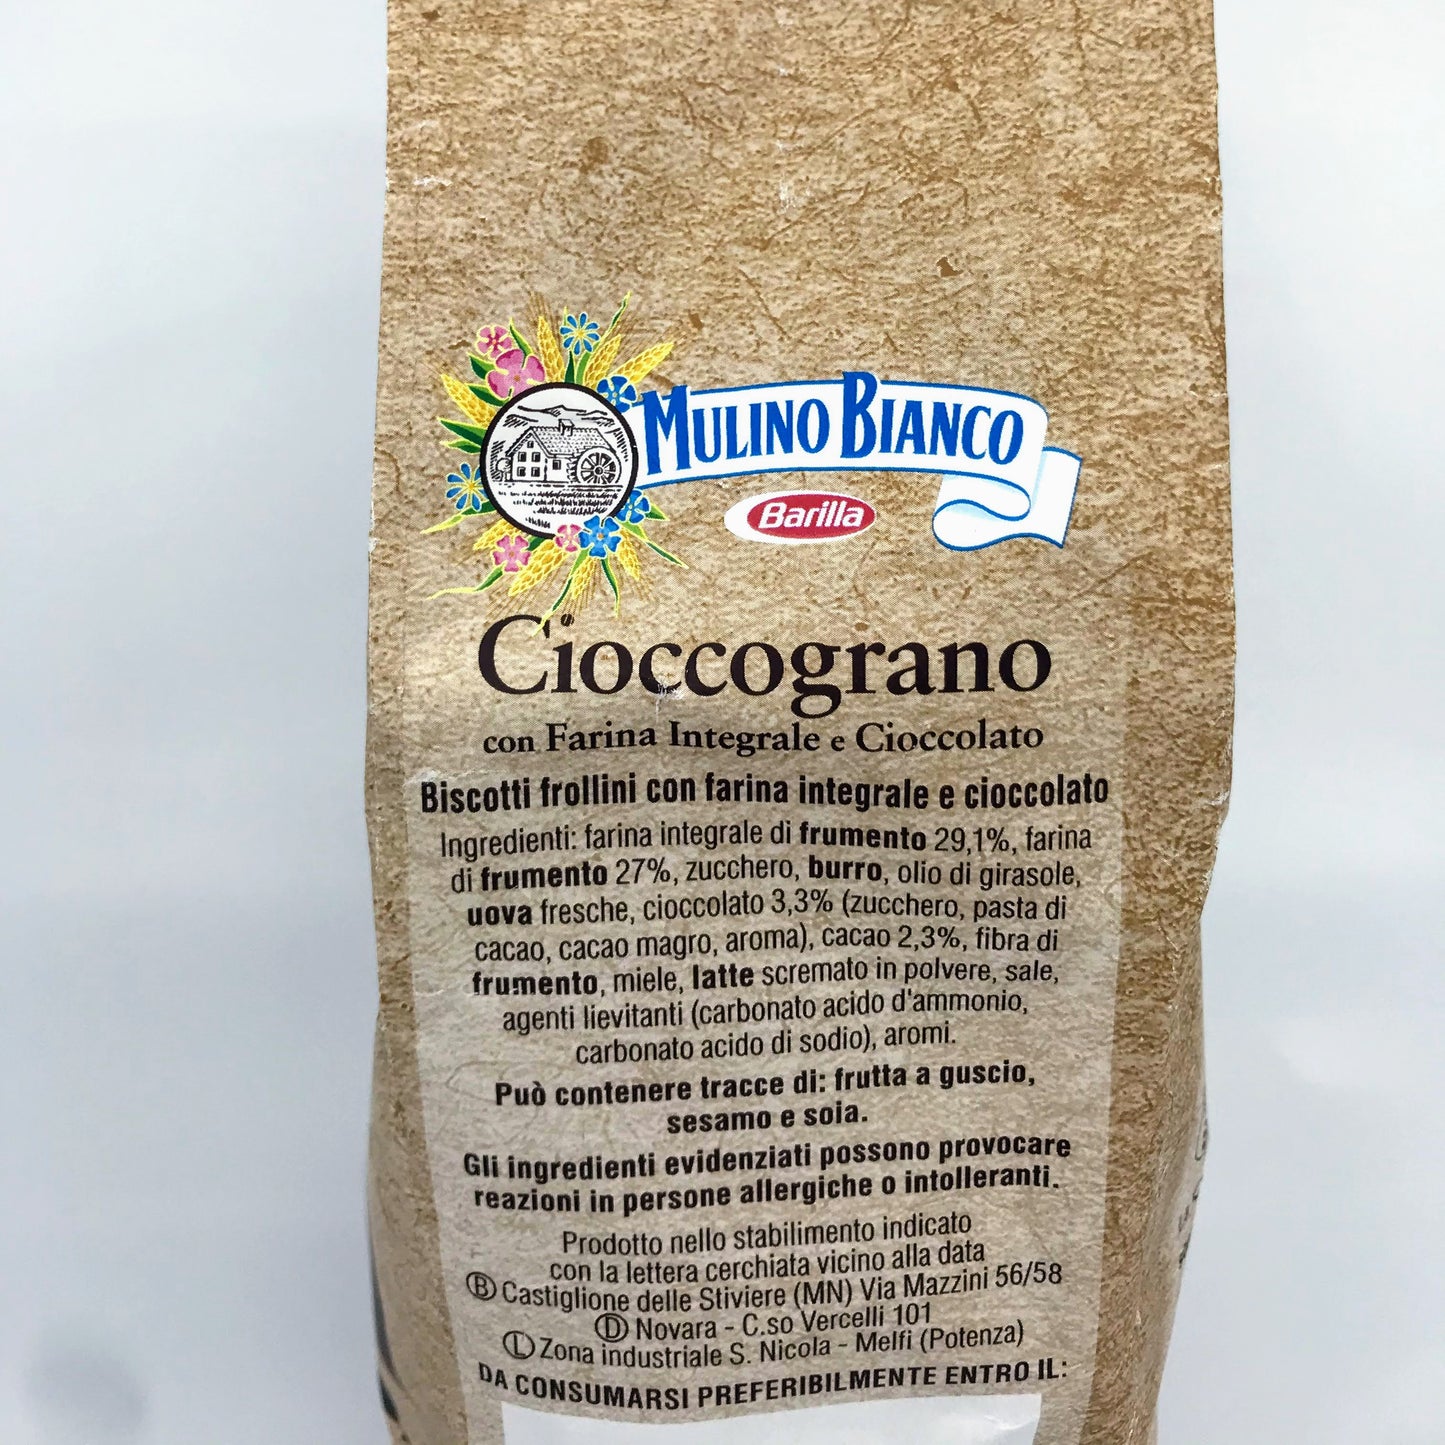 MULINO BIANCO
Barilla
Cioccograno
con Farina Integrale e Cioccolato
Biscotti frollini con farina integrale e cioccolato
Ingredienti: farina integrale di frumento 29,1%, farina
di frumento 27%, zucchero, burro, olio di girasole,
uova fresche, cioccolato 3,3% (zucchero, pasta di
cacao, cacao magro, aroma), cacao 2,3%, fibra di
frumento, miele, latte scremato in polvere, sale,
agenti lievitanti (carbonato acido d'ammonio,
carbonato acido di sodio), aromi.
Può contenere tracce di: frutta a guscio,
sesamo e soia.
Gli ingredienti evidenziati possono provocare
reazioni in persone allergiche o intolleranti.
Prodotto nello stabilimento indicato
con la lettera cerchiata vicino alla data
Ⓑ Castiglione delle Stiviere (MN) Via Mazzini 56/58
Ⓓ Novara - C.so Vercelli 101
Ⓛ Zona industriale S. Nicola - Melfi (Potenza)
DA CONSUMARSI PREFERIBILMENTE ENTRO IL: